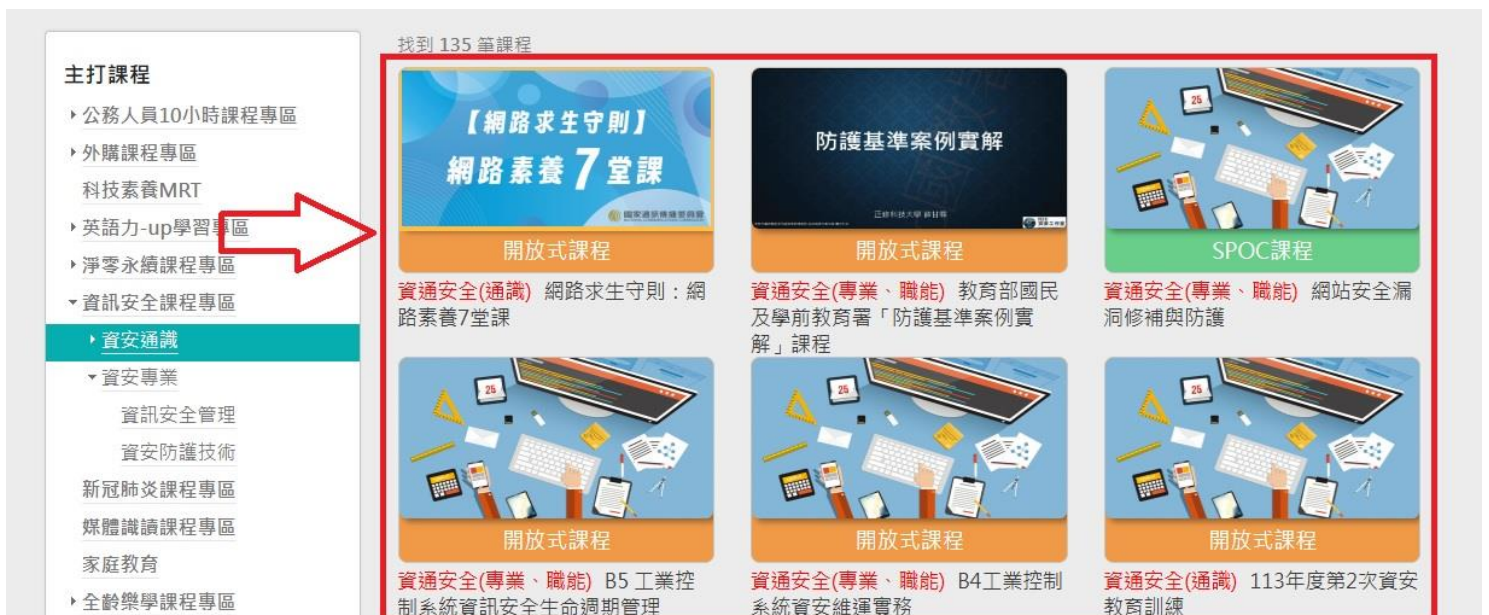 找到 135 筆課程
主打課程
公務人員10小時課程專區
外購課程專區
科技素養MRT
英語力-up學習專區
淨零永續課程專區
資訊安全課程專區
資安通識
資安專業
資訊安全管理
資安防護技術
新冠肺炎課程專區
媒體識讀課程專區
家庭教育
全齡樂學課程專區
【網路求生守則】
網路素養7堂課
國家通訊傳播委員會
開放式課程
資通安全(通識) 網路求生守則：網
路素養7堂課
防護基準案例實解
開放式課程
資通安全(專業、職能) 教育部國民
及學前教育署「防護基準案例實
解」課程
25
SPOC課程
資通安全(專業、職能) 網站安全漏
洞修補與防護
25
開放式課程
資通安全(專業、職能) B5 工業控
制系統資訊安全生命週期管理
25
開放式課程
資通安全(專業、職能) B4工業控制
系統資安維運實務
25
開放式課程
資通安全(通識) 113年度第2次資安
教育訓練